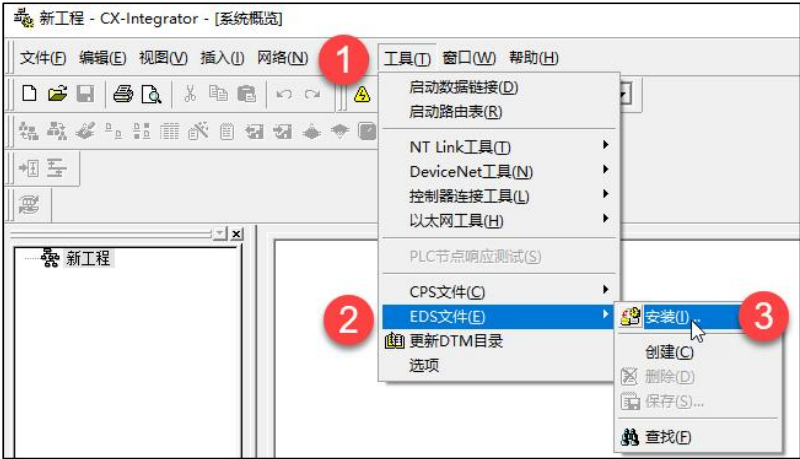 新工程 - CX-Integrator - [系统概览]
文件(F) 编辑(E) 视图(V) 插入(I) 网络(N) 1 工具(T) 窗口(W) 帮助(H)
启动数据链接(D)
启动路由表(R)
NT Link工具(T)
DeviceNet工具(N)
控制器连接工具(L)
以太网工具(H)
新工程
PLC节点响应测试(S)
CPS文件(C)
2 EDS文件(E) 安装(I)... 3
更新DTM目录
创建(C)
选项
删除(D)
保存(S)...
查找(F)